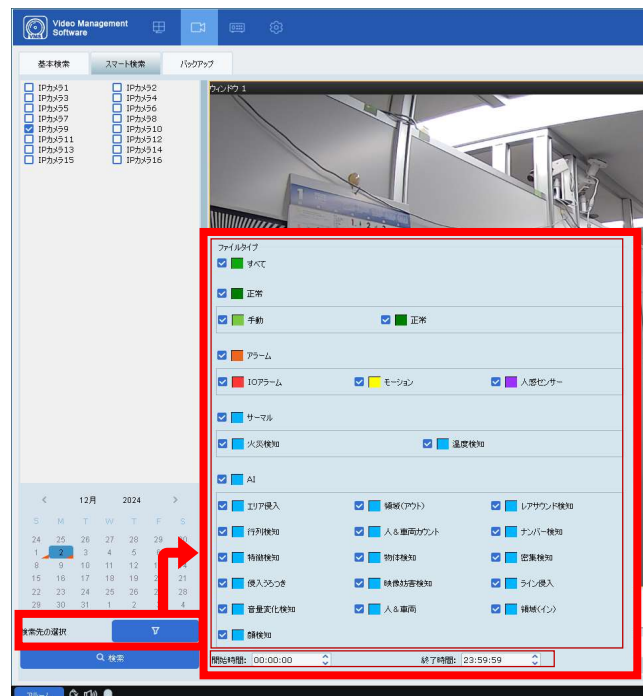 Video Management
Software
基本検索 スマート検索 バックアップ
IPカメラ1 IPカメラ2
IPカメラ3 IPカメラ4
IPカメラ5 IPカメラ6
IPカメラ7 IPカメラ8
IPカメラ9 IPカメラ10
IPカメラ11 IPカメラ12
IPカメラ13 IPカメラ14
IPカメラ15 IPカメラ16
ウィンドウ 1
ファイルタイプ
すべて
正常
手動 正常
アラーム
IOアラーム モーション 人感センサー
サーマル
火災検知 温度検知
AI
エリア侵入 領域(アウト) レアサウンド検知
行列検知 人&車両カウント ナンバー検知
特徴検知 物体検知 密集検知
侵入うろつき 映像妨害検知 ライン侵入
音量変化検知 人&車両 領域(イン)
顔検知
開始時間: 00:00:00 終了時間: 23:59:59
12月 2024
S M T W T F S
24 25 26 27 28 29 30
1 2 3 4 5
8 9 10 11 12 14
15 16 17 18 19 21
22 23 24 25 26 28
29 30 31 1 2 4
検索先の選択
検索
アラーム